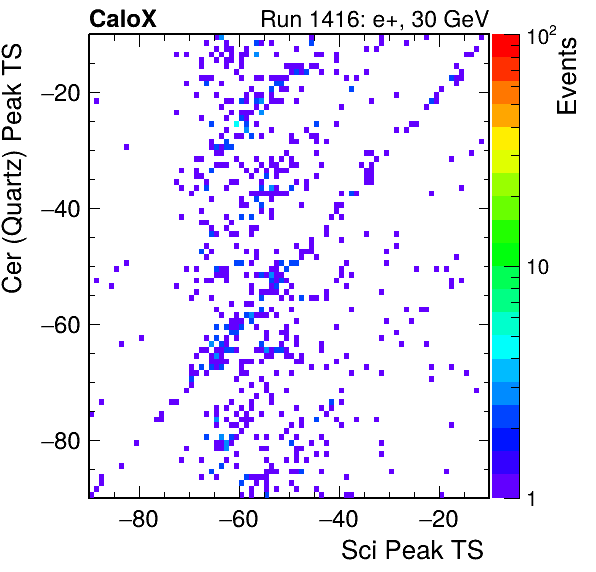 CaloX Run 1416: e+, 30 GeV
Cer (Quartz) Peak TS
−20
−40
−60
−80
−80 −60 −40 −20
Sci Peak TS
10²
10
1
Events